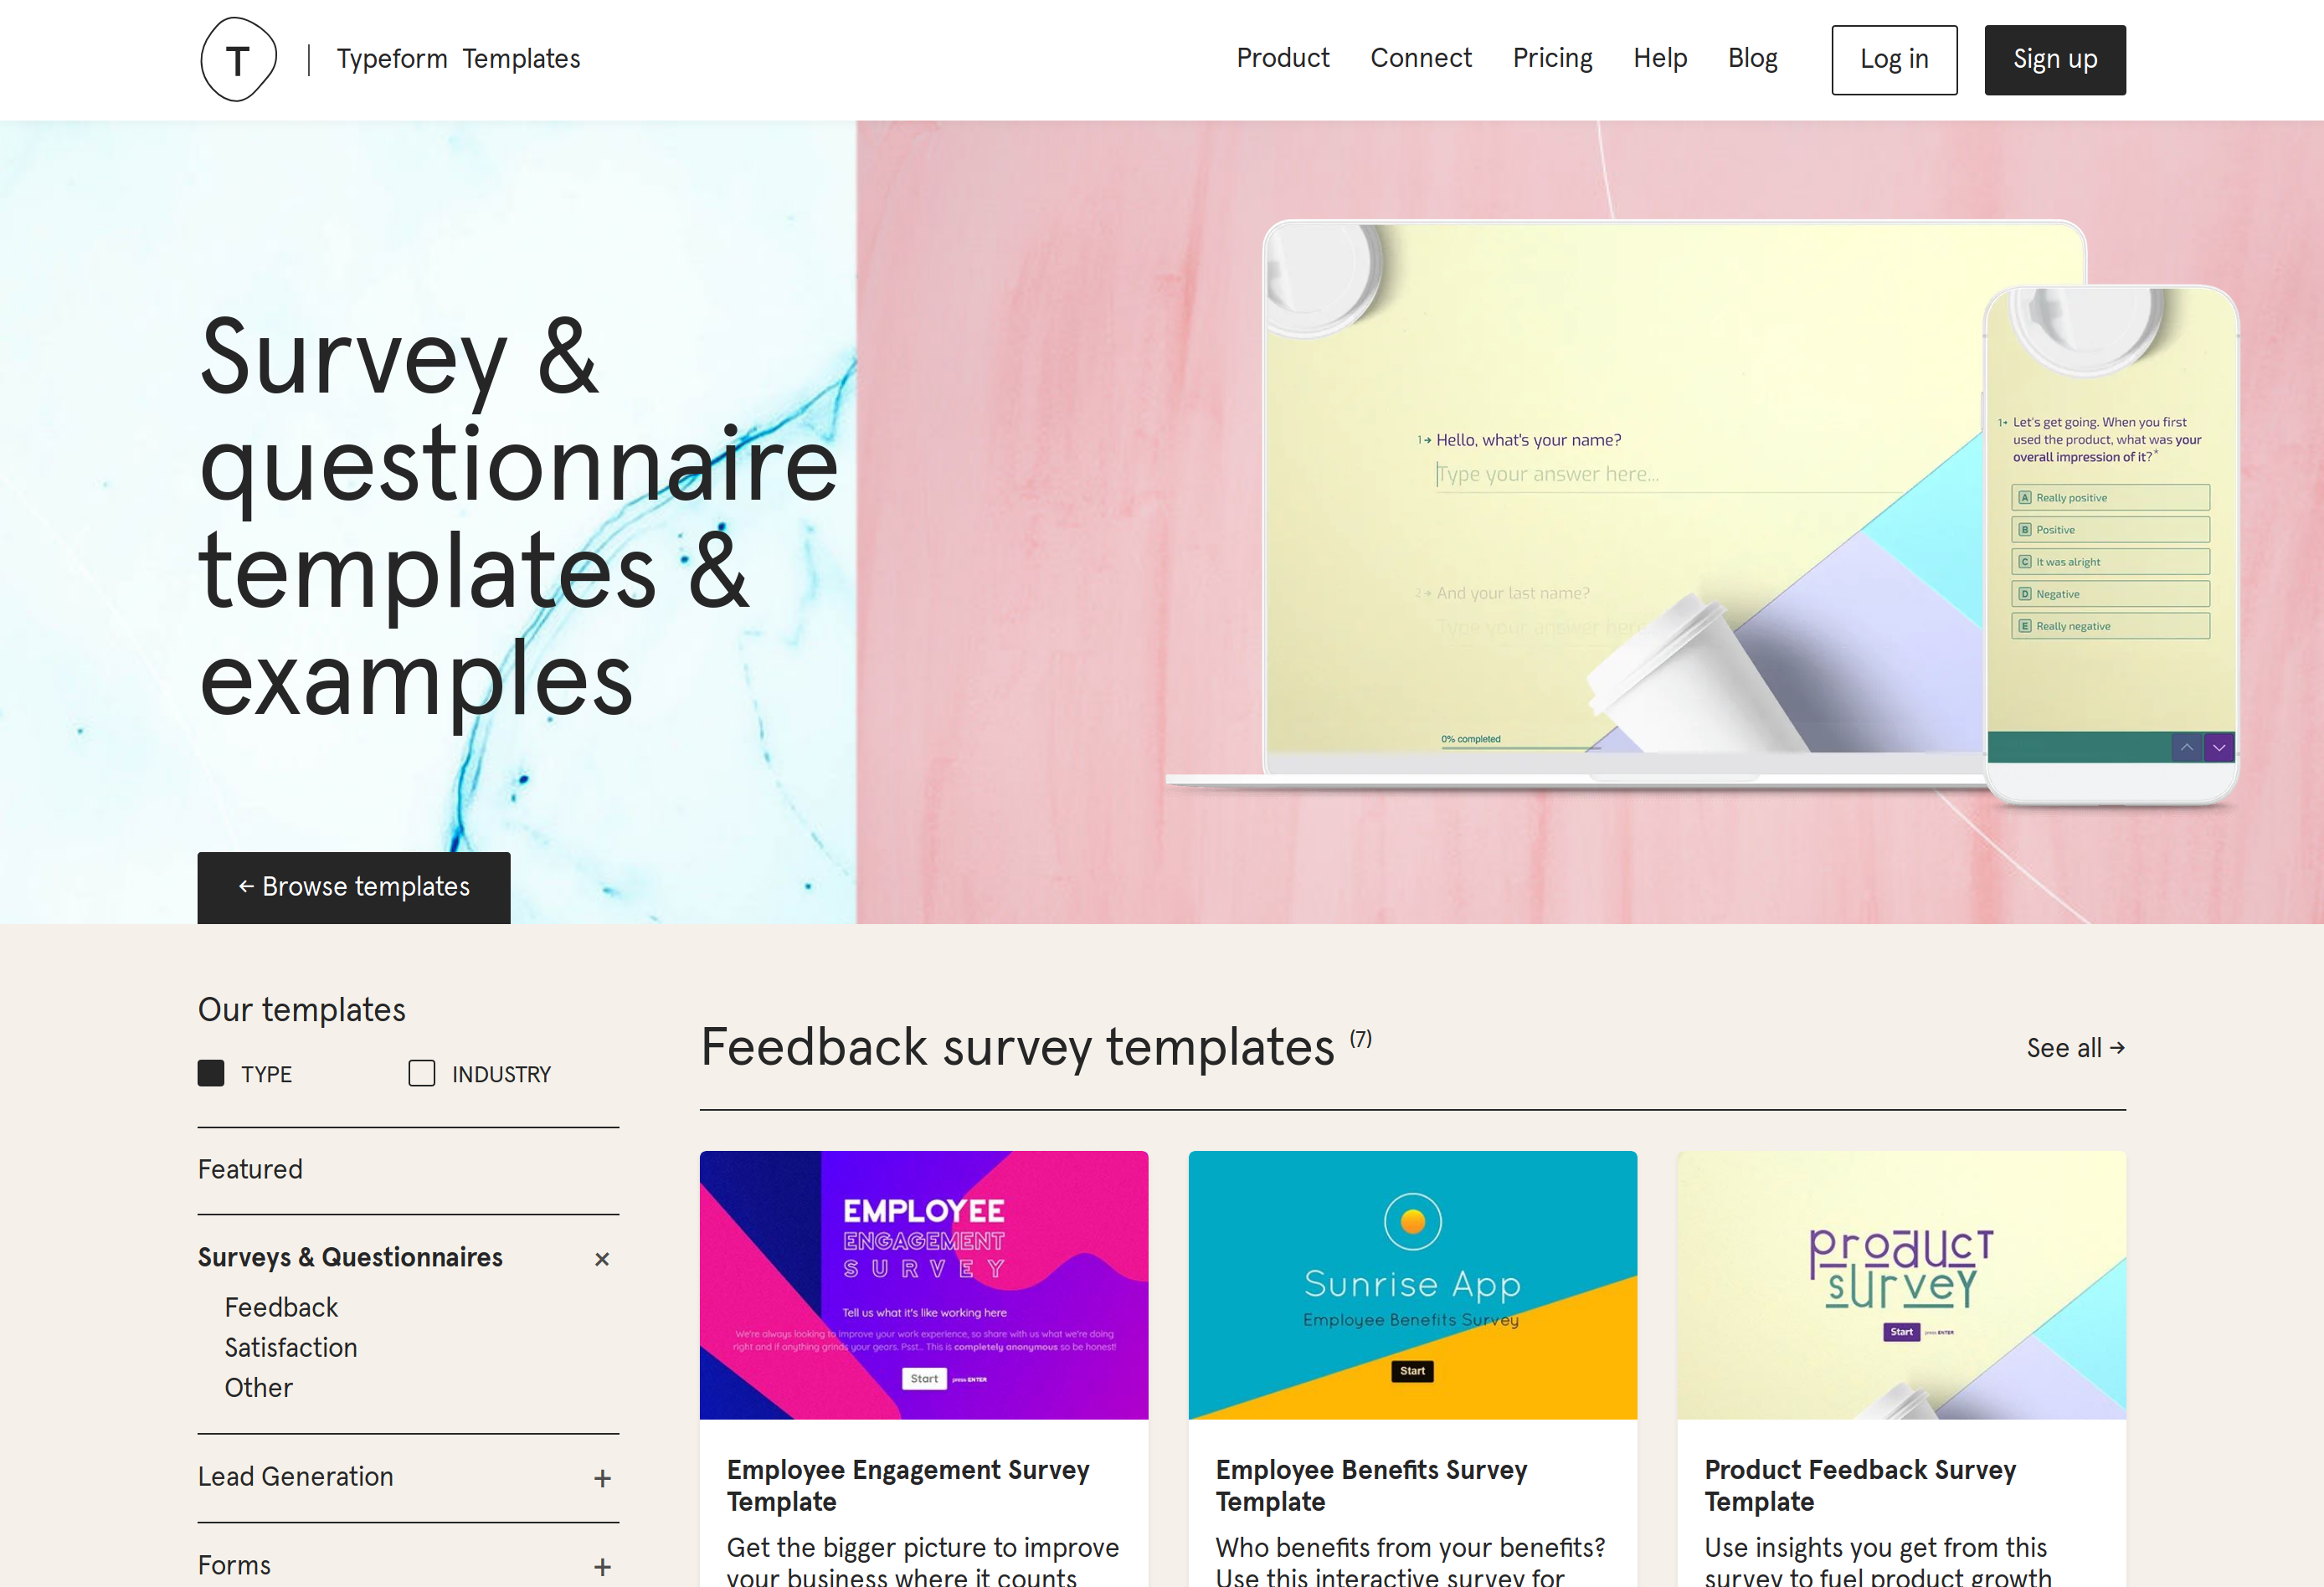 T
Typeform Templates
Product Connect Pricing Help Blog Log in Sign up
Survey &
questionnaire
templates &
examples
← Browse templates
1→ Hello, what's your name?
Type your answer here...
2→ And your last name?
Type your answer here
0% completed
1→ Let's get going. When you first
used the product, what was your
overall impression of it?*
A Really positive
B Positive
C It was alright
D Negative
E Really negative
Our templates
TYPE INDUSTRY
Featured
Surveys & Questionnaires ×
Feedback
Satisfaction
Other
Lead Generation +
Forms +
Feedback survey templates (7)
See all →
EMPLOYEE
ENGAGEMENT
SURVEY
Tell us what it's like working here
We're always looking to improve your work experience, so share with us what we're doing
right and if anything grinds your gears. Psst... This is completely anonymous so be honest!
Start press ENTER
Employee Engagement Survey
Template
Get the bigger picture to improve
your business where it counts
Sunrise App
Employee Benefits Survey
Start
Employee Benefits Survey
Template
Who benefits from your benefits?
Use this interactive survey for
product
survey
Start press ENTER
Product Feedback Survey
Template
Use insights you get from this
survey to fuel product growth